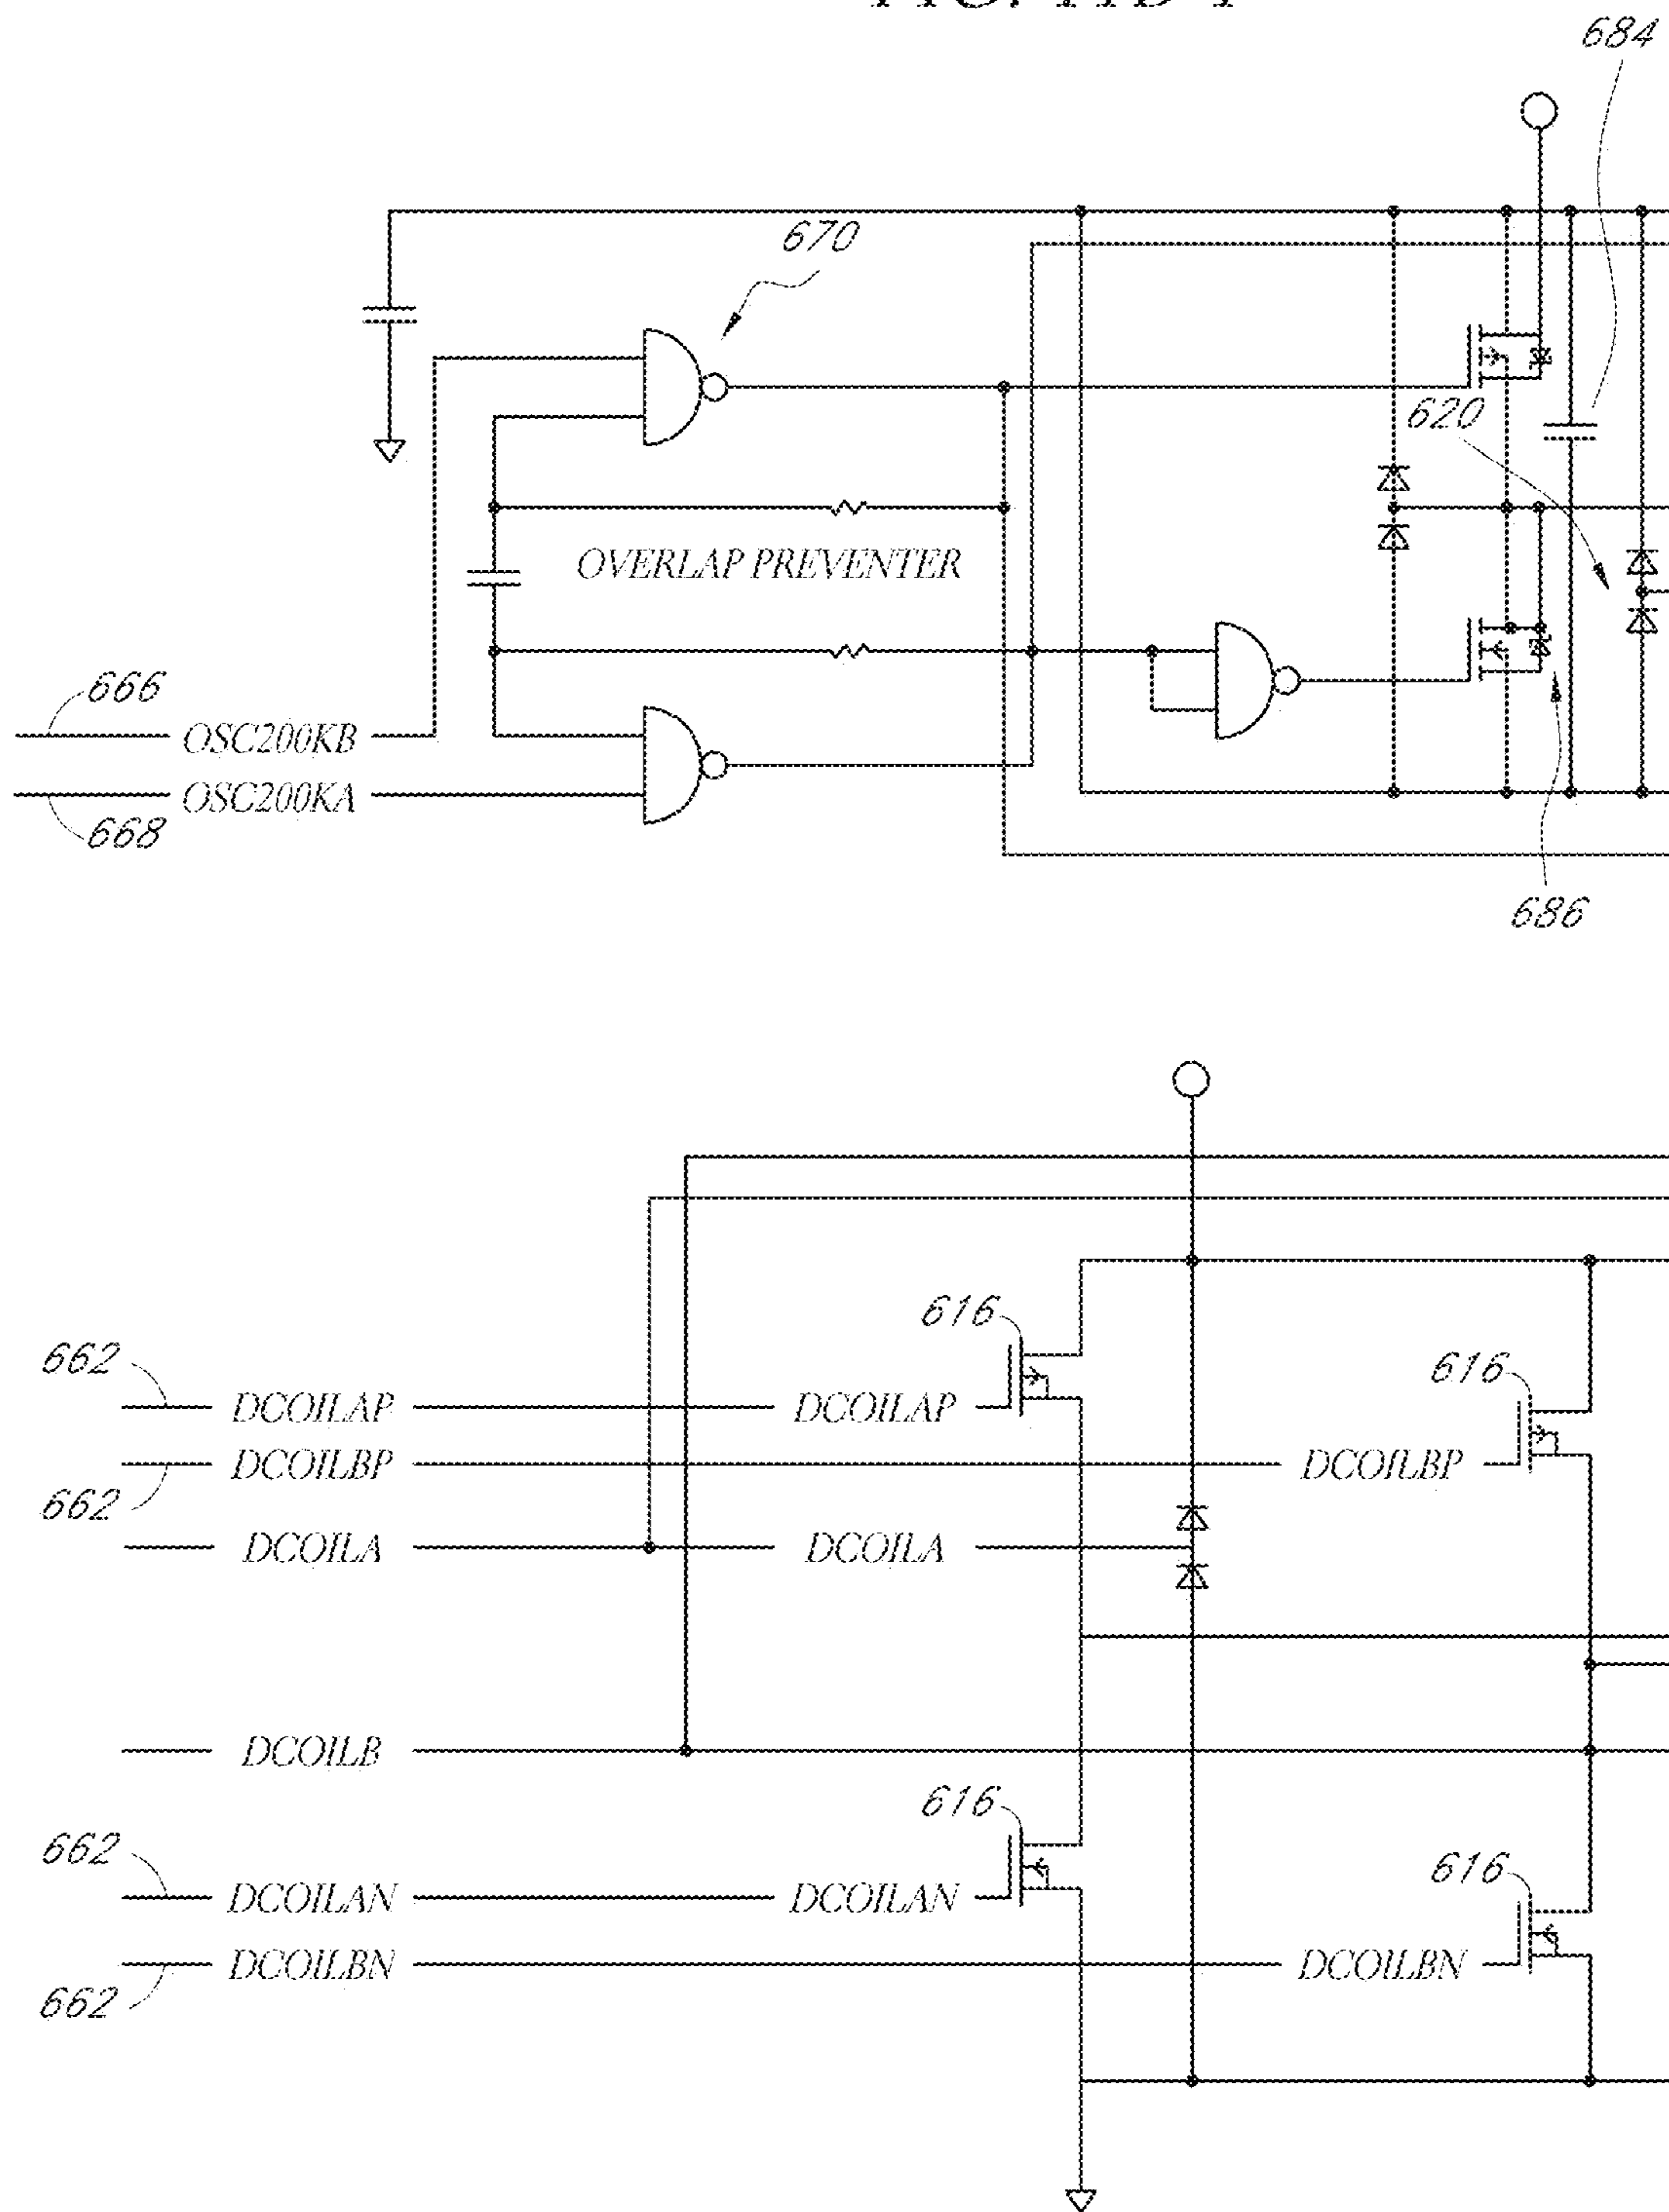 684
670
620
OVERLAP PREVENTER
666
OSC200KB
OSC200KA
668
686
616
662
DCOILAP
DCOILAP
616
DCOILBP
DCOILBP
662
DCOILA
DCOILA
DCOILB
616
662
616
DCOILAN
DCOILAN
DCOILBN
DCOILBN
662